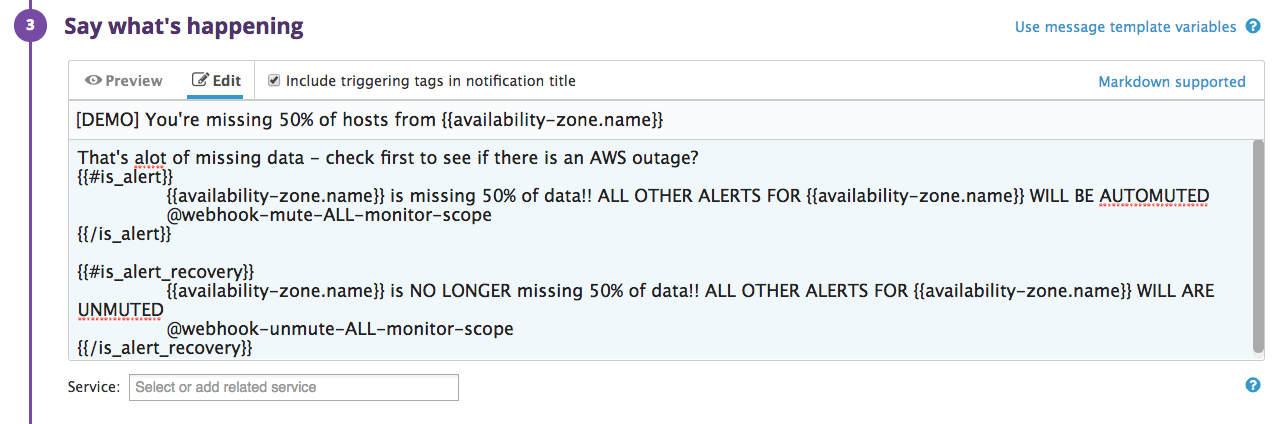 3 Say what's happening Use message template variables ?
Preview Edit Include triggering tags in notification title Markdown supported
[DEMO] You're missing 50% of hosts from {{availability-zone.name}}
That's alot of missing data – check first to see if there is an AWS outage?
{{#is_alert}}
{{availability-zone.name}} is missing 50% of data!! ALL OTHER ALERTS FOR {{availability-zone.name}} WILL BE AUTOMUTED
@webhook-mute-ALL-monitor-scope
{{/is_alert}}
{{#is_alert_recovery}}
{{availability-zone.name}} is NO LONGER missing 50% of data!! ALL OTHER ALERTS FOR {{availability-zone.name}} WILL ARE
UNMUTED
@webhook-unmute-ALL-monitor-scope
{{/is_alert_recovery}}
Service: Select or add related service ?